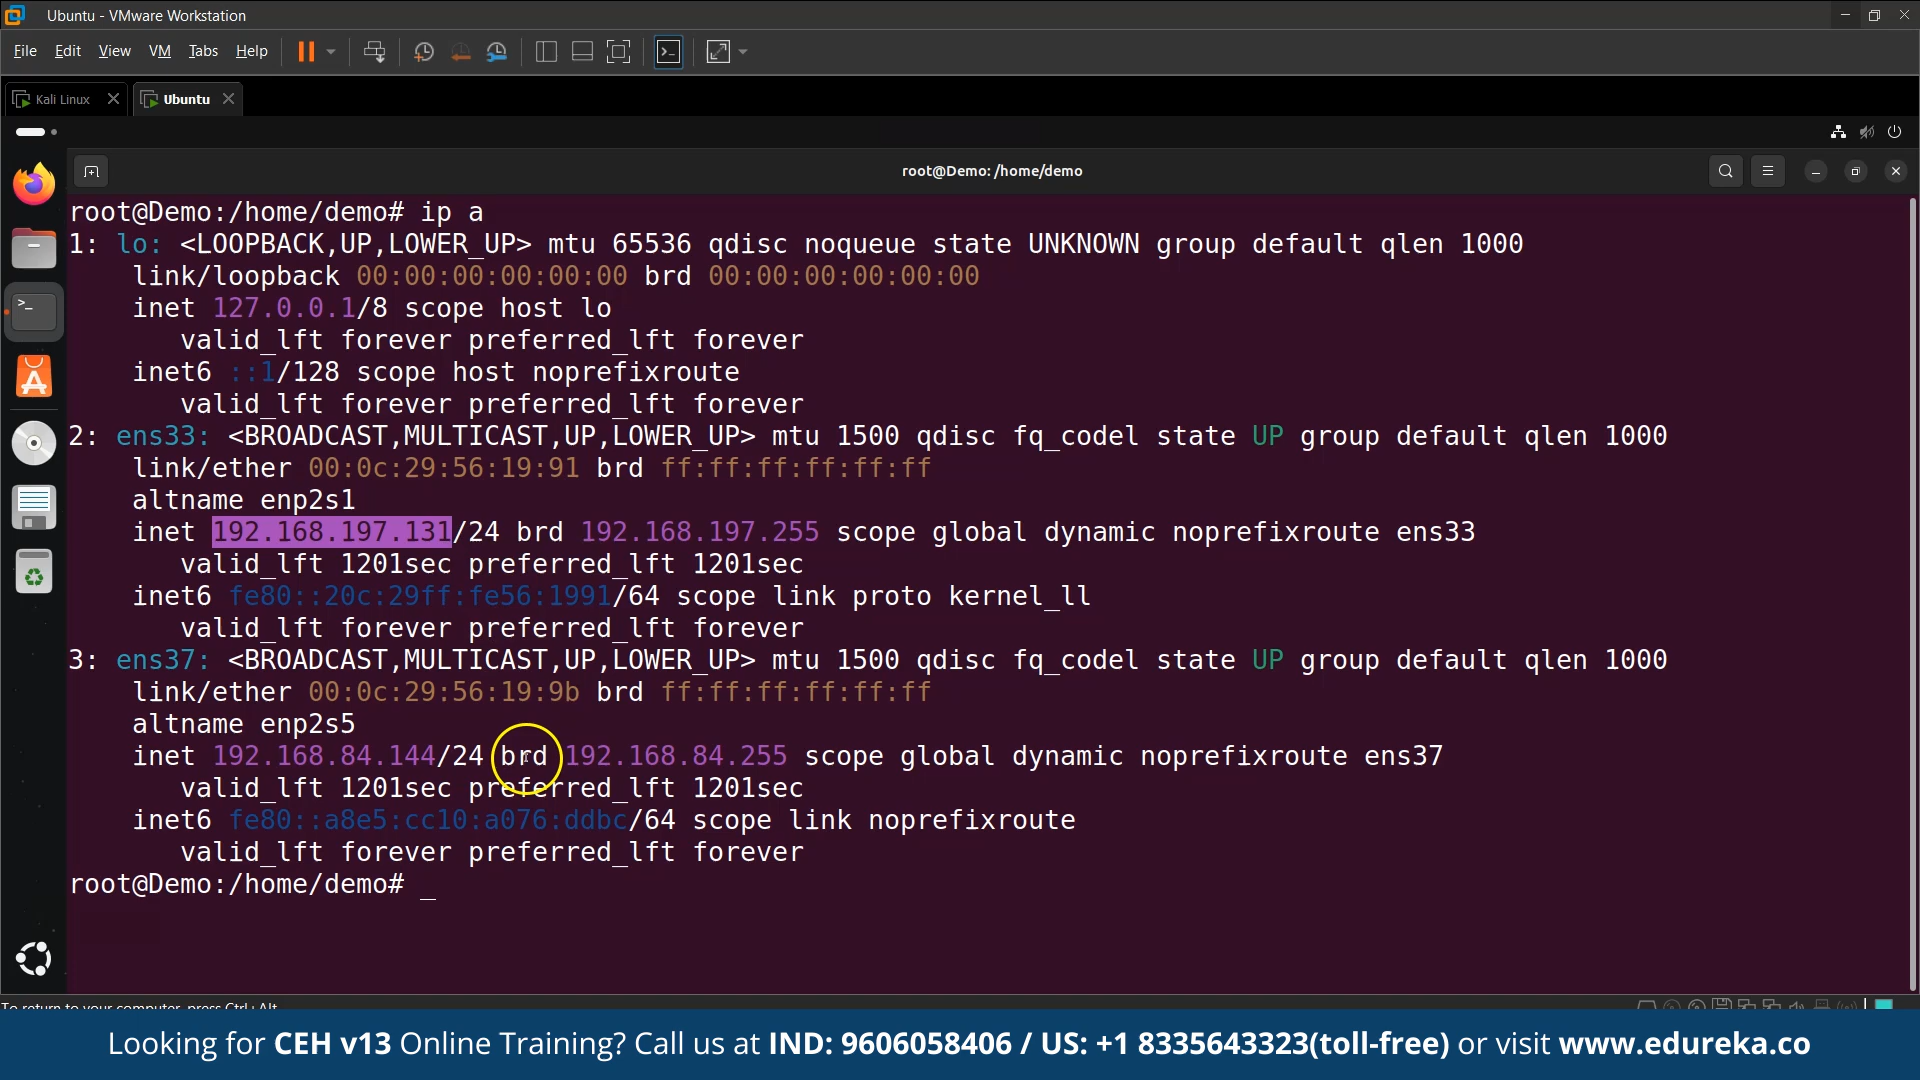 Ubuntu - VMware Workstation
File Edit View VM Tabs Help
Kali Linux Ubuntu
root@Demo: /home/demo
root@Demo:/home/demo# ip a
1: lo: <LOOPBACK,UP,LOWER_UP> mtu 65536 qdisc noqueue state UNKNOWN group default qlen 1000
link/loopback 00:00:00:00:00:00 brd 00:00:00:00:00:00
inet 127.0.0.1/8 scope host lo
valid_lft forever preferred_lft forever
inet6 ::1/128 scope host noprefixroute
valid_lft forever preferred_lft forever
2: ens33: <BROADCAST,MULTICAST,UP,LOWER_UP> mtu 1500 qdisc fq_codel state UP group default qlen 1000
link/ether 00:0c:29:56:19:91 brd ff:ff:ff:ff:ff:ff
altname enp2s1
inet 192.168.197.131/24 brd 192.168.197.255 scope global dynamic noprefixroute ens33
valid_lft 1201sec preferred_lft 1201sec
inet6 fe80::20c:29ff:fe56:1991/64 scope link proto kernel_ll
valid_lft forever preferred_lft forever
3: ens37: <BROADCAST,MULTICAST,UP,LOWER_UP> mtu 1500 qdisc fq_codel state UP group default qlen 1000
link/ether 00:0c:29:56:19:9b brd ff:ff:ff:ff:ff:ff
altname enp2s5
inet 192.168.84.144/24 brd 192.168.84.255 scope global dynamic noprefixroute ens37
valid_lft 1201sec preferred_lft 1201sec
inet6 fe80::a8e5:cc10:a076:ddbc/64 scope link noprefixroute
valid_lft forever preferred_lft forever
root@Demo:/home/demo# _
To return to your computer, press Ctrl+Alt.
Looking for CEH v13 Online Training? Call us at IND: 9606058406 / US: +1 8335643323(toll-free) or visit www.edureka.co